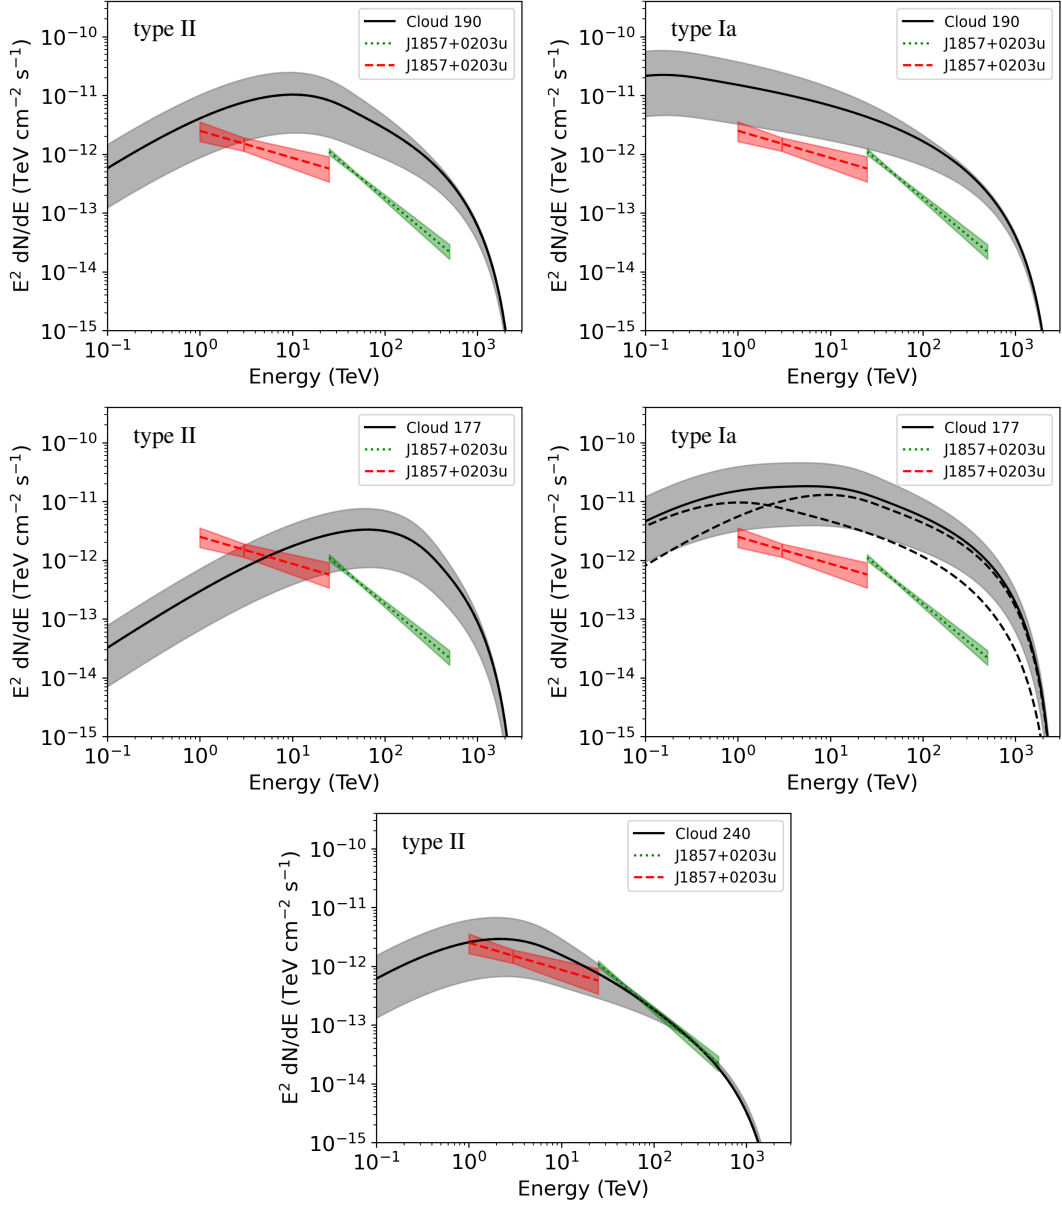 type II
Cloud 190
J1857+0203u
J1857+0203u
10^{-10}
10^{-11}
10^{-12}
10^{-13}
10^{-14}
10^{-15}
E^2 dN/dE (TeV cm^{-2} s^{-1})
10^{-1} 10^0 10^1 10^2 10^3
Energy (TeV)
type Ia
Cloud 190
J1857+0203u
J1857+0203u
10^{-10}
10^{-11}
10^{-12}
10^{-13}
10^{-14}
10^{-15}
E^2 dN/dE (TeV cm^{-2} s^{-1})
10^{-1} 10^0 10^1 10^2 10^3
Energy (TeV)
type II
Cloud 177
J1857+0203u
J1857+0203u
10^{-10}
10^{-11}
10^{-12}
10^{-13}
10^{-14}
10^{-15}
E^2 dN/dE (TeV cm^{-2} s^{-1})
10^{-1} 10^0 10^1 10^2 10^3
Energy (TeV)
type Ia
Cloud 177
J1857+0203u
J1857+0203u
10^{-10}
10^{-11}
10^{-12}
10^{-13}
10^{-14}
10^{-15}
E^2 dN/dE (TeV cm^{-2} s^{-1})
10^{-1} 10^0 10^1 10^2 10^3
Energy (TeV)
type II
Cloud 240
J1857+0203u
J1857+0203u
10^{-10}
10^{-11}
10^{-12}
10^{-13}
10^{-14}
10^{-15}
E^2 dN/dE (TeV cm^{-2} s^{-1})
10^{-1} 10^0 10^1 10^2 10^3
Energy (TeV)